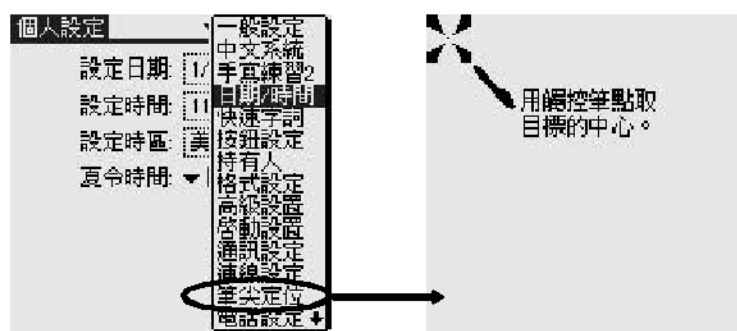 個人設定
設定日期: 1/
設定時間: 11
設定時區: 美
夏令時間:
一般設定
中文系統
手寫練習2
日期/時間
快速字詞
按鈕設定
持有人
格式設定
高級設置
啓動設置
通訊設定
連線設定
筆尖定位
電話設定
用觸控筆點取
目標的中心。